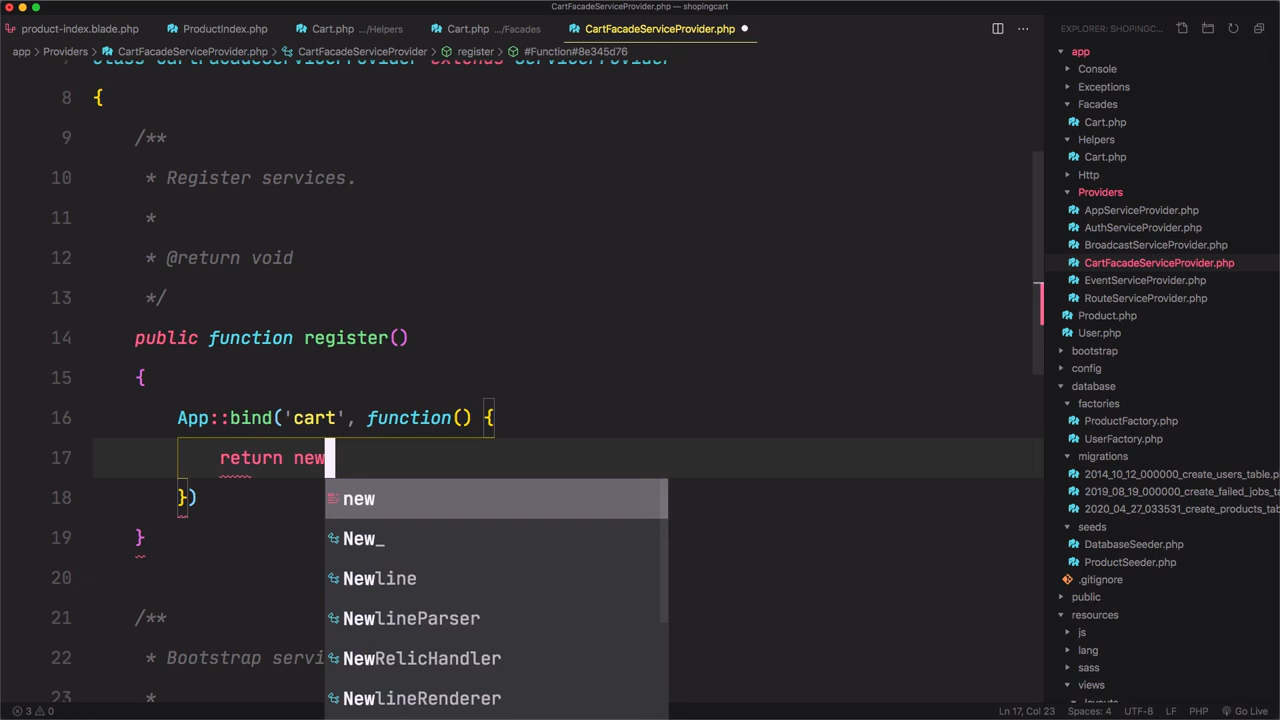 CartFacadeServiceProvider.php — shopingcart
product-index.blade.php
ProductIndex.php
Cart.php .../Helpers
Cart.php .../Facades
CartFacadeServiceProvider.php
app
Providers
CartFacadeServiceProvider.php
CartFacadeServiceProvider
register
#Function#8e345d76
7 class CartFacadeServiceProvider extends ServiceProvider
8 {
9 /**
10 * Register services.
11 *
12 * @return void
13 */
14 public function register()
15 {
16 App::bind('cart', function() {
17 return new
18 })
19 }
20
21 /**
22 * Bootstrap servi
23 *
new
New_
Newline
NewlineParser
NewRelicHandler
NewlineRenderer
EXPLORER: SHOPINGC...
app
Console
Exceptions
Facades
Cart.php
Helpers
Cart.php
Http
Providers
AppServiceProvider.php
AuthServiceProvider.php
BroadcastServiceProvider.php
CartFacadeServiceProvider.php
EventServiceProvider.php
RouteServiceProvider.php
Product.php
User.php
bootstrap
config
database
factories
ProductFactory.php
UserFactory.php
migrations
2014_10_12_000000_create_users_table.p
2019_08_19_000000_create_failed_jobs_ta
2020_04_27_033531_create_products_tab
seeds
DatabaseSeeder.php
ProductSeeder.php
.gitignore
public
resources
js
lang
sass
views
layouts
3 0
Ln 17, Col 23
Spaces: 4
UTF-8
LF
PHP
Go Live